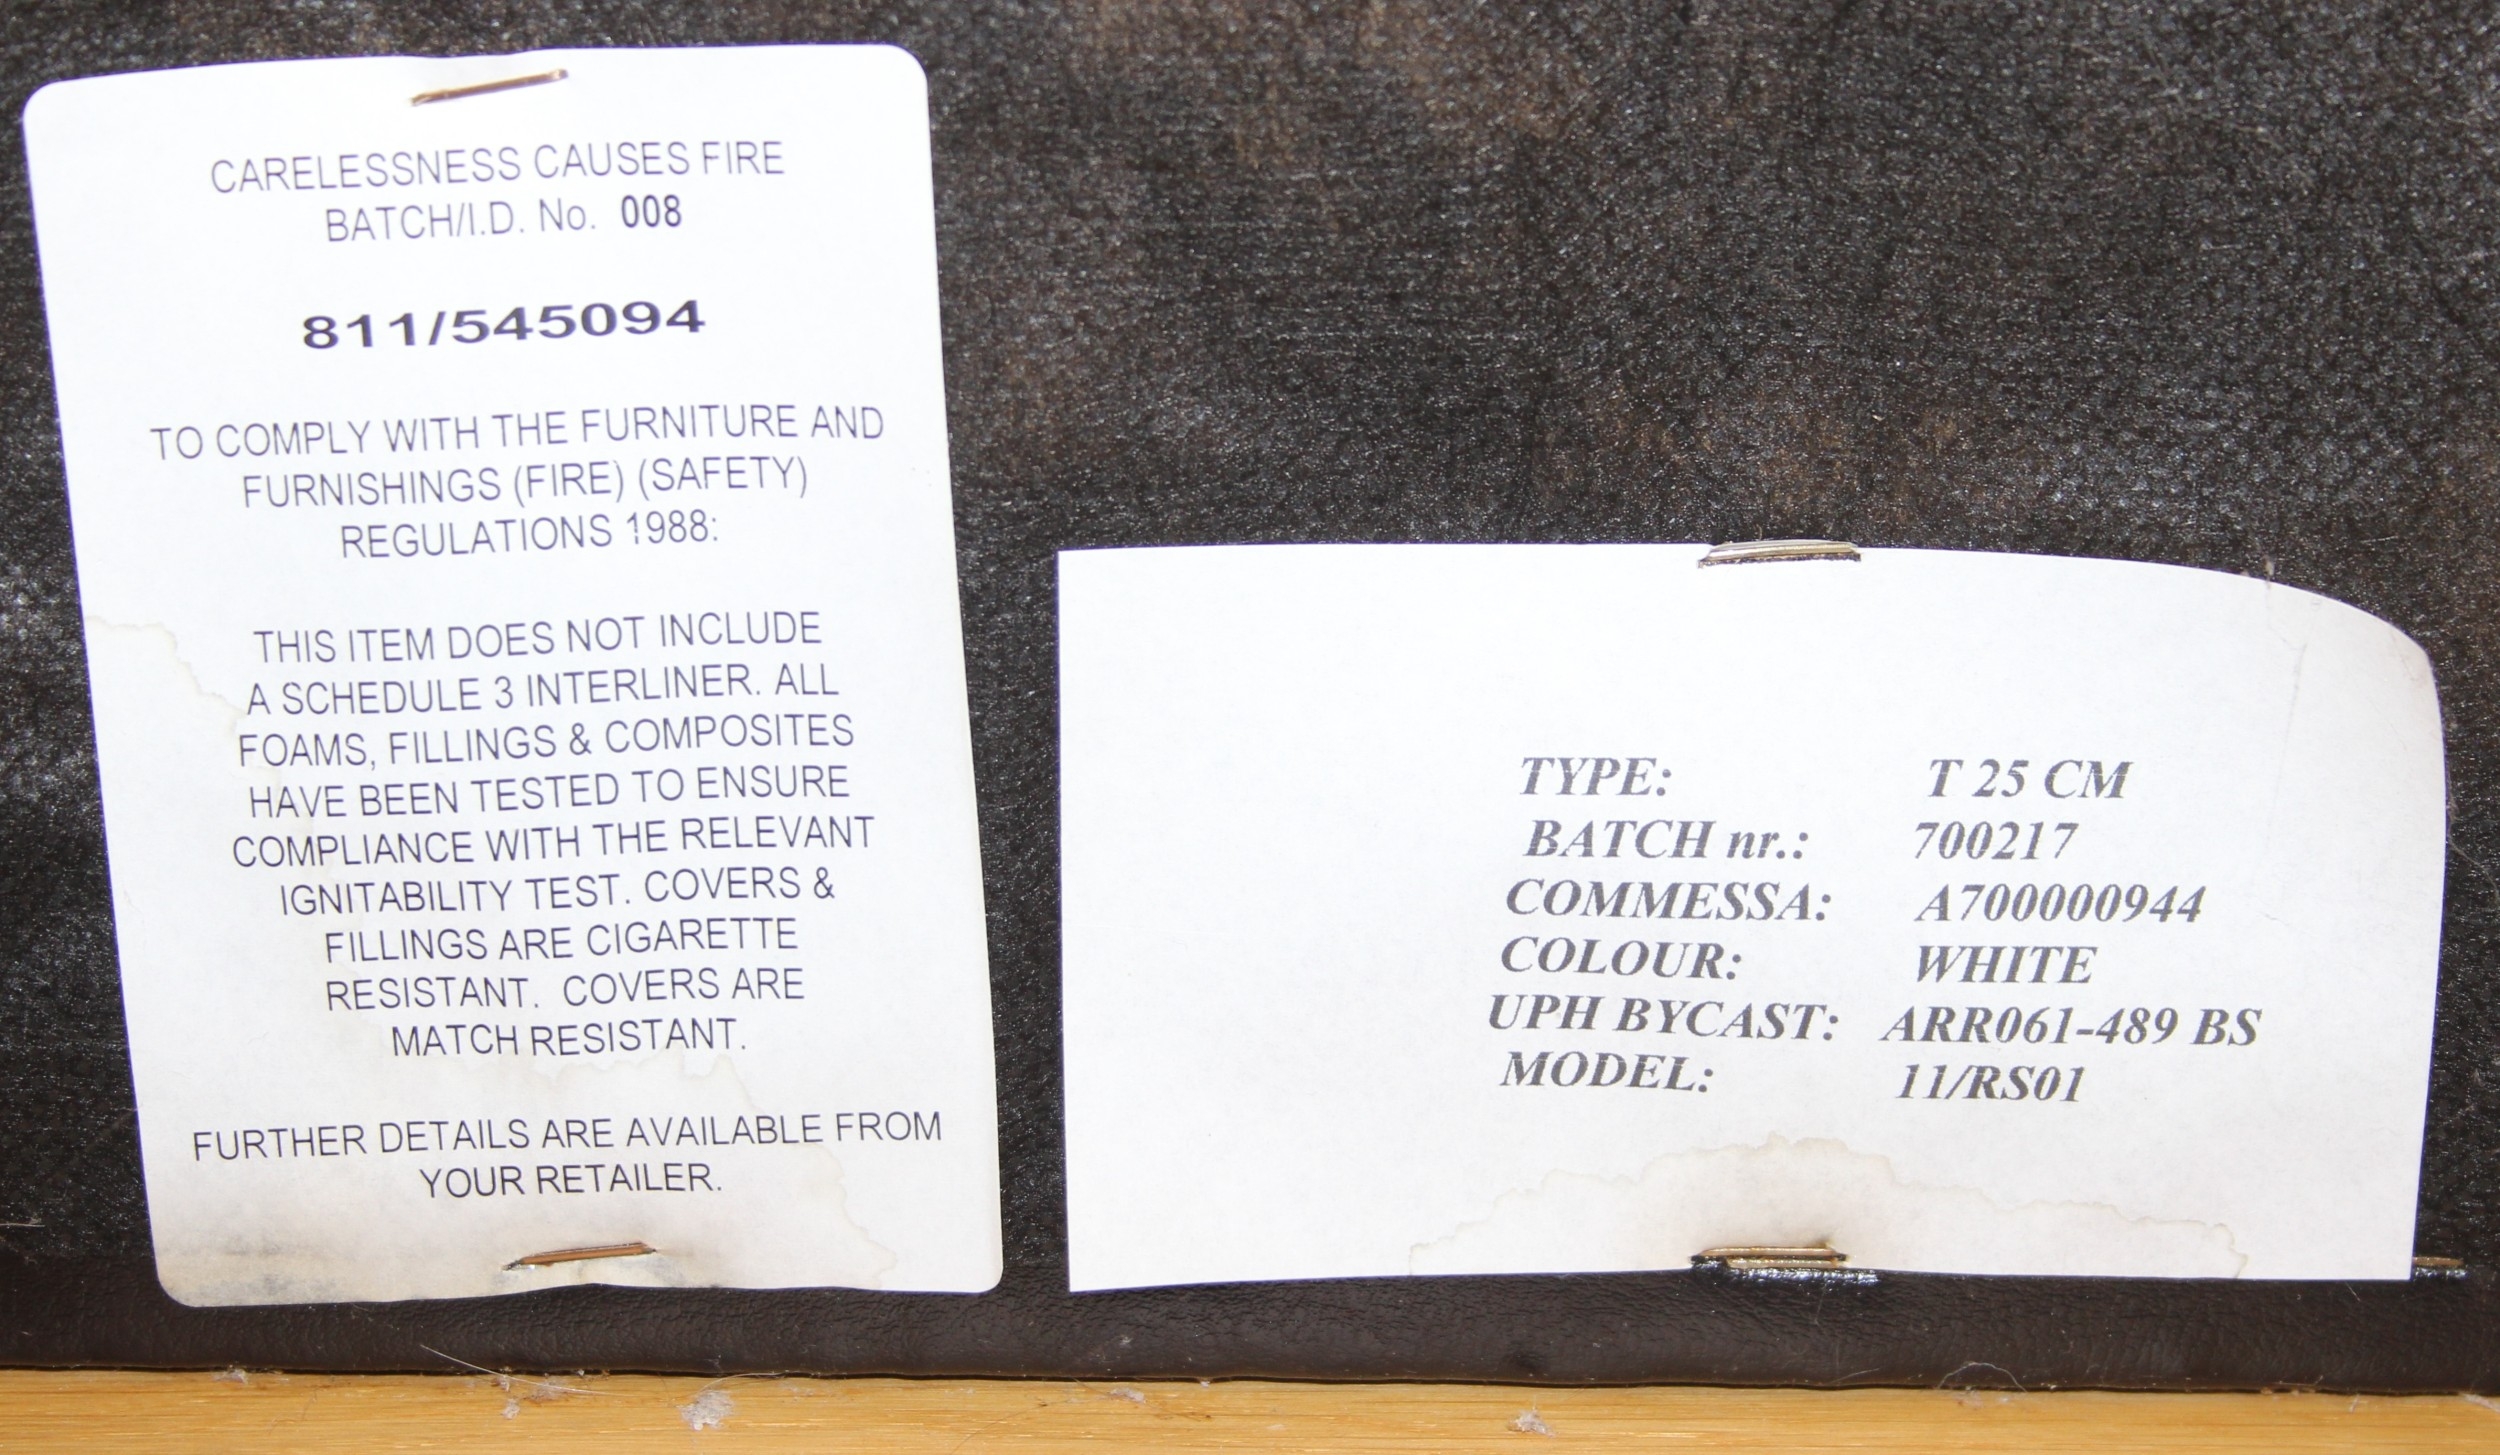 CARELESSNESS CAUSES FIRE
BATCH/I.D. No. 008
811/545094
TO COMPLY WITH THE FURNITURE AND
FURNISHINGS (FIRE) (SAFETY)
REGULATIONS 1988:
THIS ITEM DOES NOT INCLUDE
A SCHEDULE 3 INTERLINER. ALL
FOAMS, FILLINGS & COMPOSITES
HAVE BEEN TESTED TO ENSURE
COMPLIANCE WITH THE RELEVANT
IGNITABILITY TEST. COVERS &
FILLINGS ARE CIGARETTE
RESISTANT. COVERS ARE
MATCH RESISTANT.
FURTHER DETAILS ARE AVAILABLE FROM
YOUR RETAILER.
TYPE: T 25 CM
BATCH nr.: 700217
COMMESSA: A700000944
COLOUR: WHITE
UPH BYCAST: ARR061-489 BS
MODEL: 11/RS01